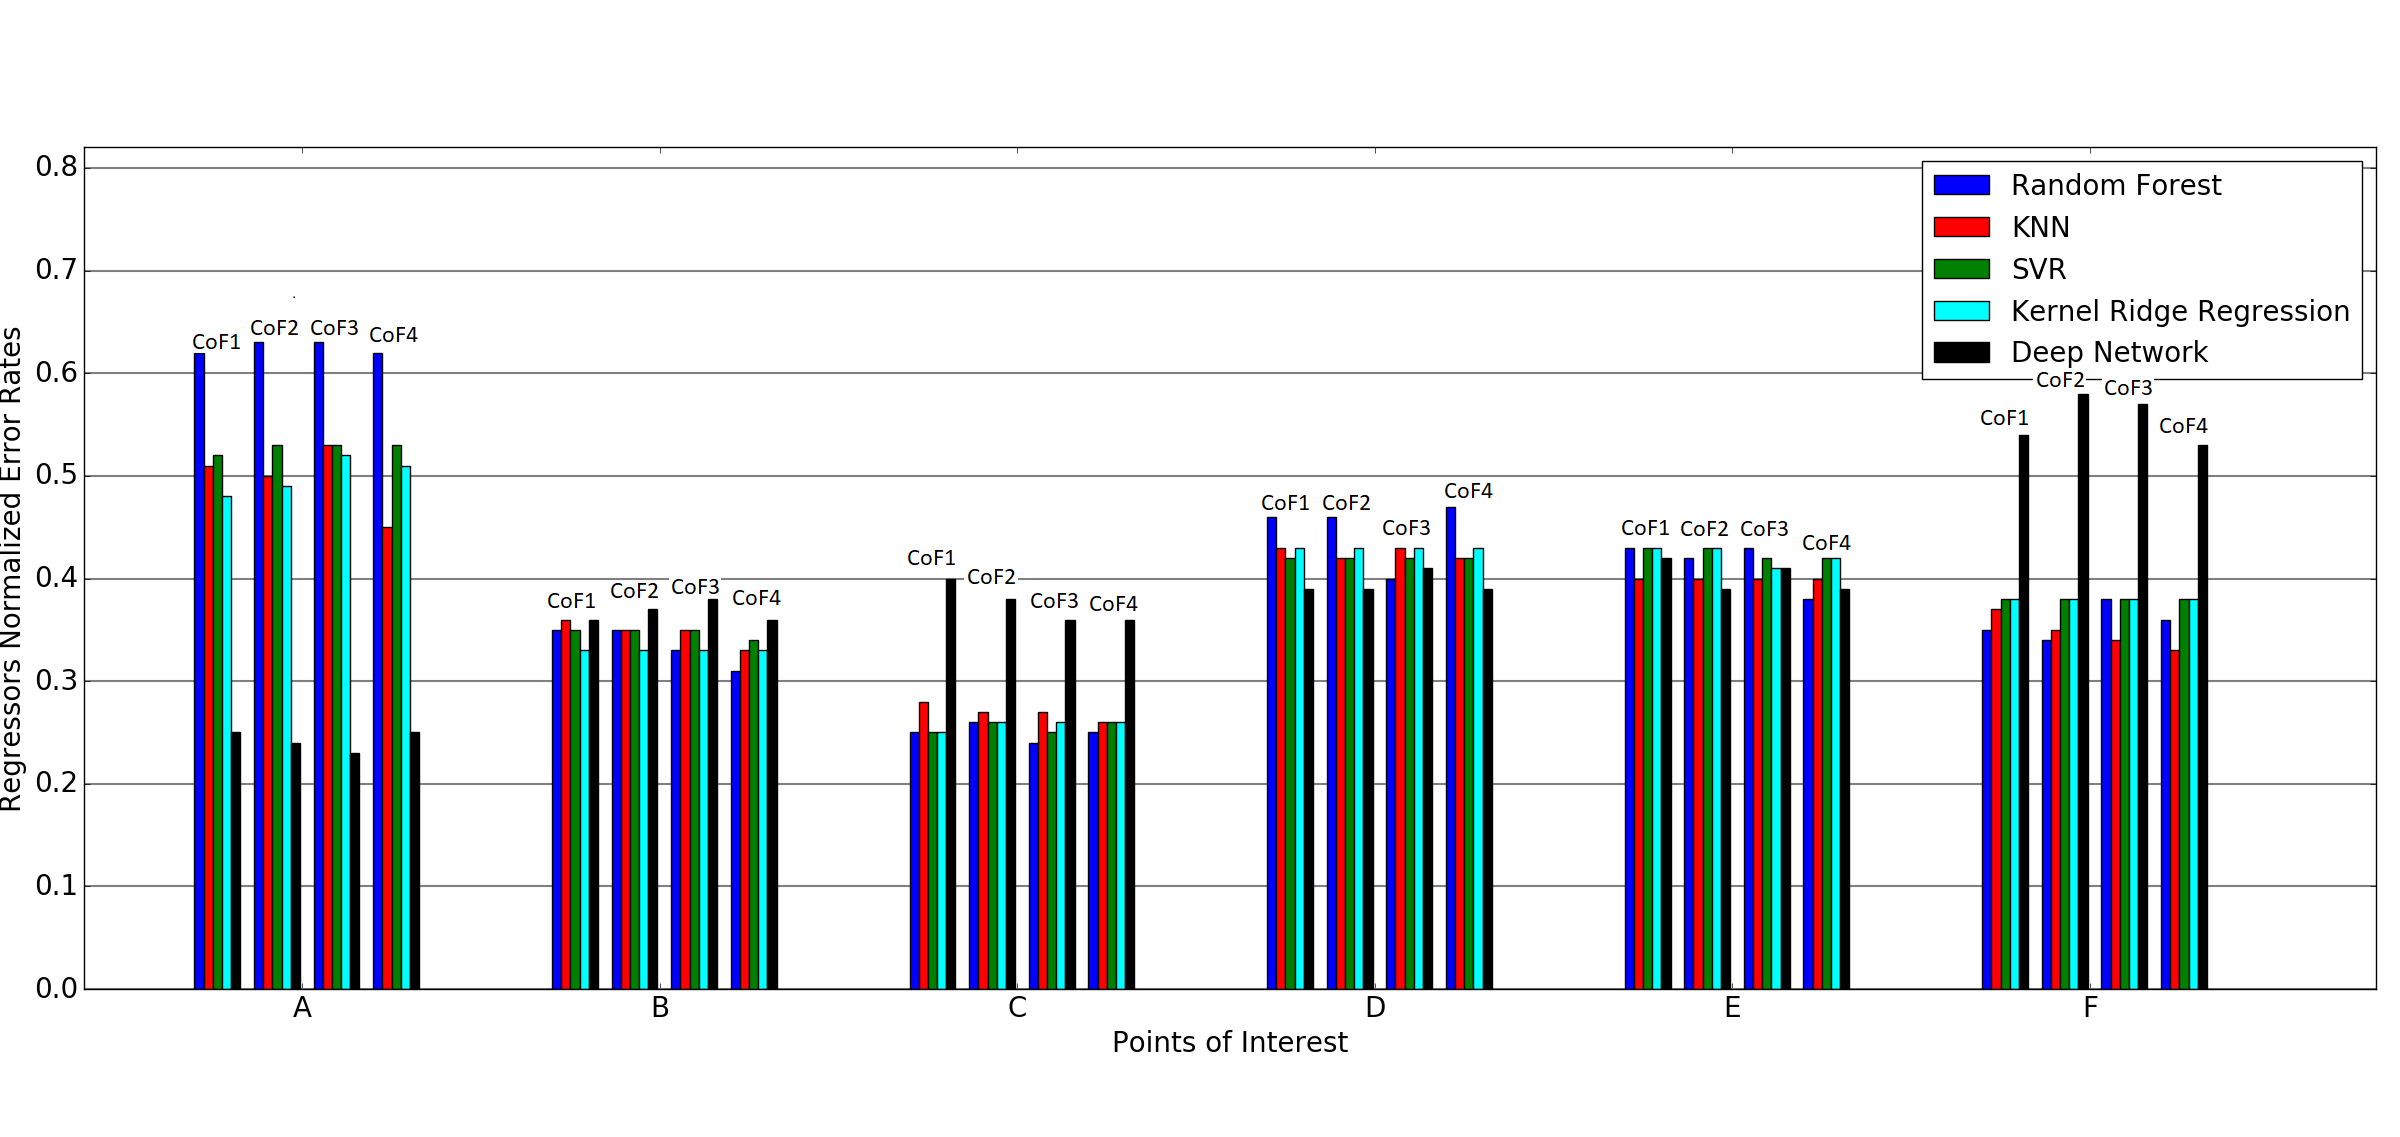 0.8
0.7
0.6
0.5
0.4
0.3
0.2
0.1
0.0
Regressors Normalized Error Rates
Random Forest
KNN
SVR
Kernel Ridge Regression
Deep Network
CoF1 CoF2 CoF3 CoF4
CoF1 CoF2 CoF3 CoF4
CoF1 CoF2 CoF3 CoF4
CoF1 CoF2 CoF3 CoF4
CoF1 CoF2 CoF3 CoF4
CoF1 CoF2 CoF3 CoF4
A B C D E F
Points of Interest